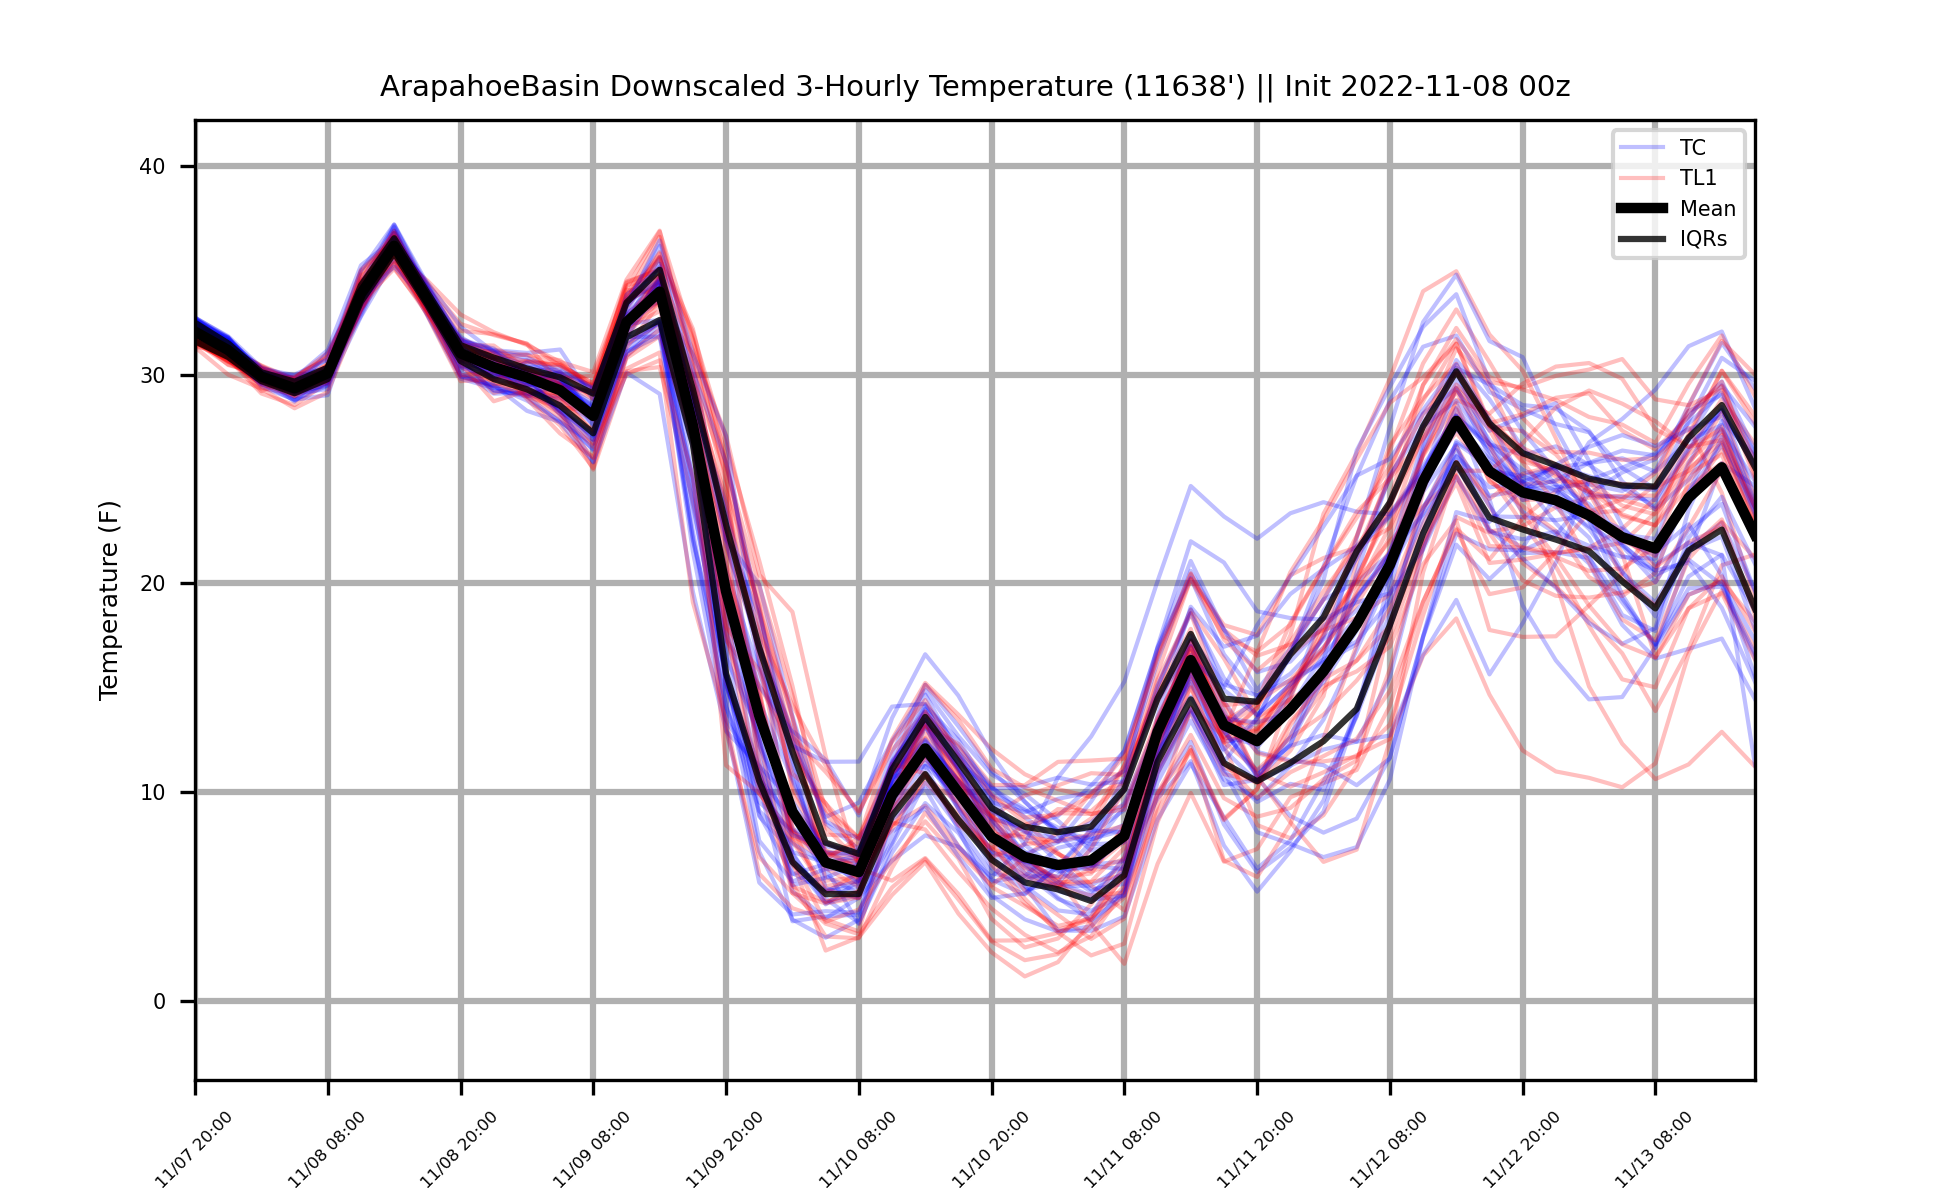 ArapahoeBasin Downscaled 3-Hourly Temperature (11638') || Init 2022-11-08 00z
TC
TL1
Mean
IQRs
Temperature (F)
40
30
20
10
0
11/07 20:00
11/08 08:00
11/08 20:00
11/09 08:00
11/09 20:00
11/10 08:00
11/10 20:00
11/11 08:00
11/11 20:00
11/12 08:00
11/12 20:00
11/13 08:00